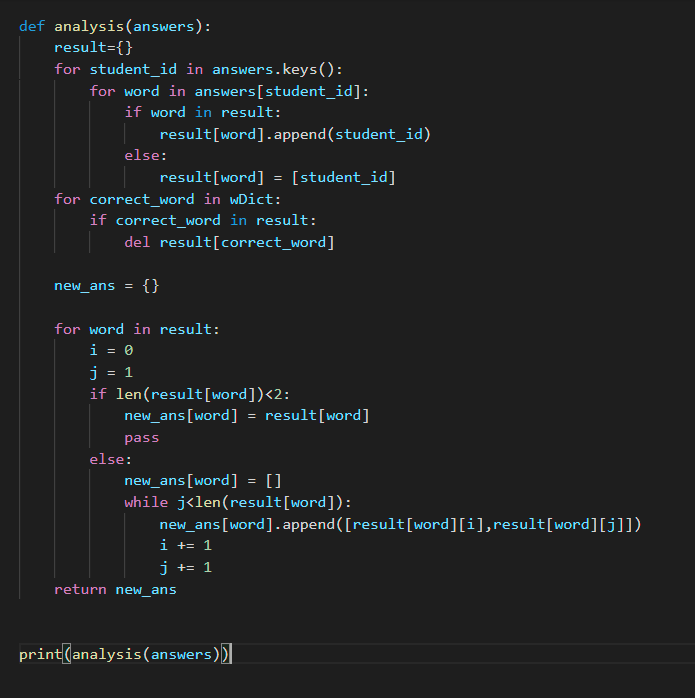 def analysis(answers):
    result={}
    for student_id in answers.keys():
        for word in answers[student_id]:
            if word in result:
                result[word].append(student_id)
            else:
                result[word] = [student_id]
    for correct_word in wDict:
        if correct_word in result:
            del result[correct_word]

    new_ans = {}

    for word in result:
        i = 0
        j = 1
        if len(result[word])<2:
            new_ans[word] = result[word]
            pass
        else:
            new_ans[word] = []
            while j<len(result[word]):
                new_ans[word].append([result[word][i],result[word][j]])
                i += 1
                j += 1
    return new_ans


print(analysis(answers))